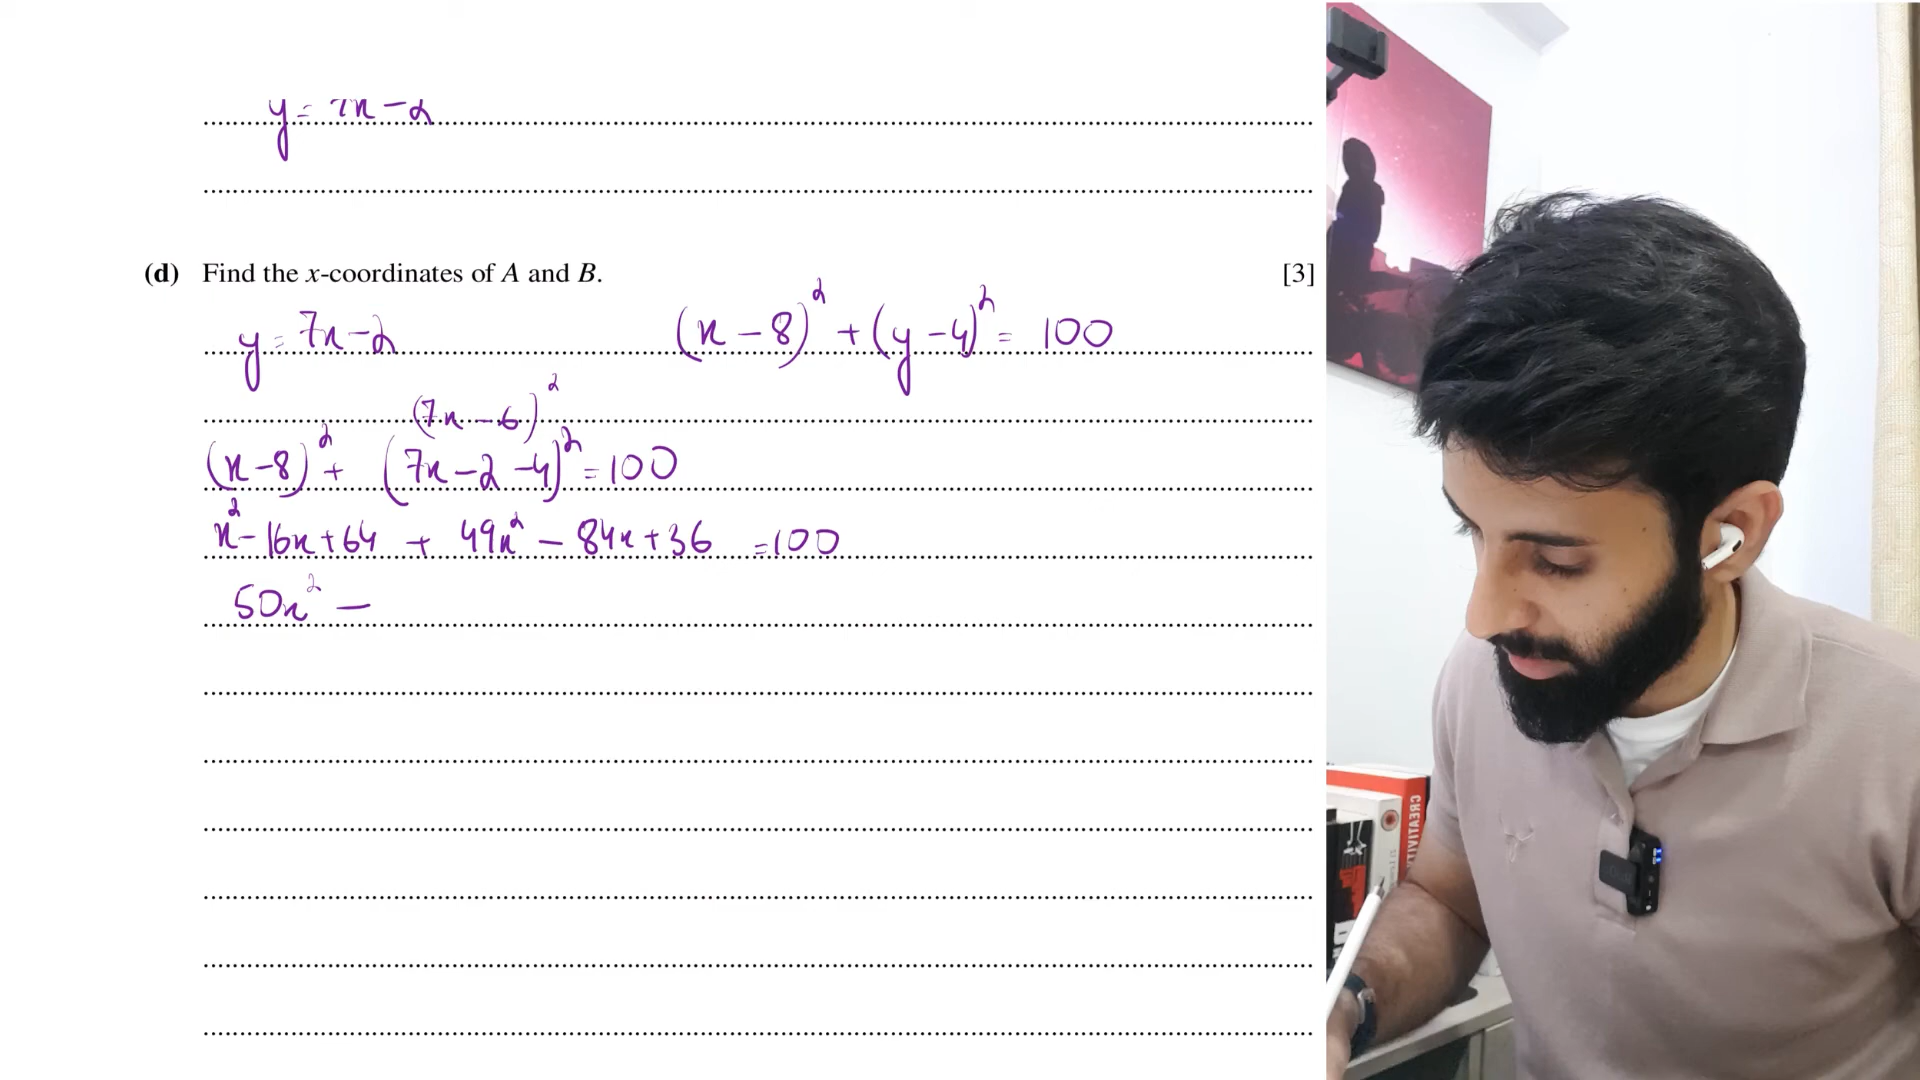 y = 7x - 2
(d) Find the x-coordinates of A and B. [3]
y = 7x - 2 (x - 8)² + (y - 4)² = 100
(7x - 6)²
(x - 8)² + (7x - 2 - 4)² = 100
x² - 16x + 64 + 49x² - 84x + 36 = 100
50x² -
CREATIVI